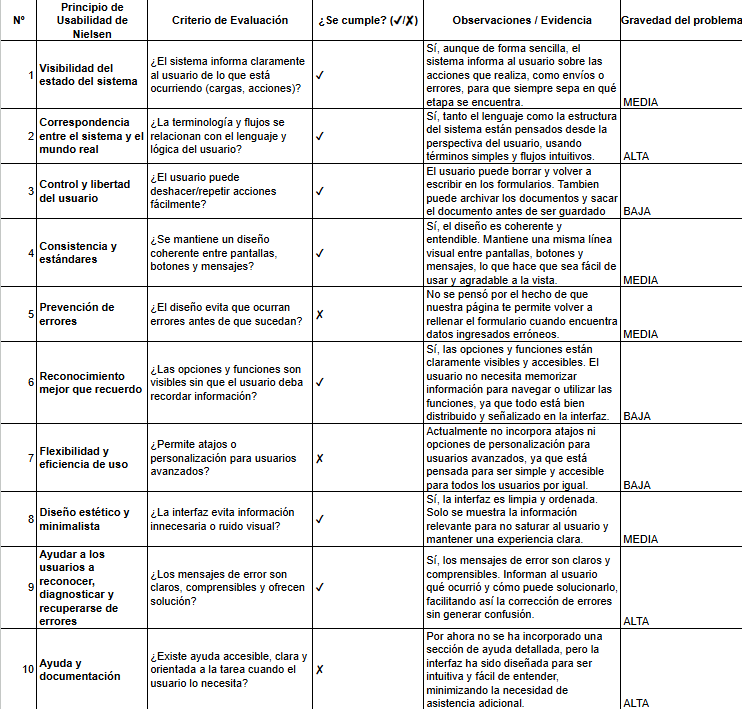 Nº
Principio de
Usabilidad de
Nielsen
Criterio de Evaluación
¿Se cumple? (✓/✗)
Observaciones / Evidencia
Gravedad del problema
1
Visibilidad del
estado del sistema
¿El sistema informa claramente
al usuario de lo que está
ocurriendo (cargas, acciones)?
✓
Sí, aunque de forma sencilla, el
sistema informa al usuario sobre las
acciones que realiza, como envíos o
errores, para que siempre sepa en qué
etapa se encuentra.
MEDIA
2
Correspondencia
entre el sistema y el
mundo real
¿La terminología y flujos se
relacionan con el lenguaje y
lógica del usuario?
✓
Sí, tanto el lenguaje como la estructura
del sistema están pensados desde la
perspectiva del usuario, usando
términos simples y flujos intuitivos.
ALTA
3
Control y libertad
del usuario
¿El usuario puede
deshacer/repetir acciones
fácilmente?
✓
El usuario puede borrar y volver a
escribir en los formularios. Tambien
puede archivar los documentos y sacar
el documento antes de ser guardado
BAJA
4
Consistencia y
estándares
¿Se mantiene un diseño
coherente entre pantallas,
botones y mensajes?
✓
Sí, el diseño es coherente y
entendible. Mantiene una misma línea
visual entre pantallas, botones y
mensajes, lo que hace que sea fácil de
usar y agradable a la vista.
MEDIA
5
Prevención de
errores
¿El diseño evita que ocurran
errores antes de que sucedan?
✗
No se pensó por el hecho de que
nuestra página te permite volver a
rellenar el formulario cuando encuentra
datos ingresados erróneos.
MEDIA
6
Reconocimiento
mejor que recuerdo
¿Las opciones y funciones son
visibles sin que el usuario deba
recordar información?
✓
Sí, las opciones y funciones están
claramente visibles y accesibles. El
usuario no necesita memorizar
información para navegar o utilizar las
funciones, ya que todo está bien
distribuido y señalizado en la interfaz.
BAJA
7
Flexibilidad y
eficiencia de uso
¿Permite atajos o
personalización para usuarios
avanzados?
✗
Actualmente no incorpora atajos ni
opciones de personalización para
usuarios avanzados, ya que está
pensada para ser simple y accesible
para todos los usuarios por igual.
BAJA
8
Diseño estético y
minimalista
¿La interfaz evita información
innecesaria o ruido visual?
✓
Sí, la interfaz es limpia y ordenada.
Solo se muestra la información
relevante para no saturar al usuario y
mantener una experiencia clara.
MEDIA
9
Ayudar a los
usuarios a
reconocer,
diagnosticar y
recuperarse de
errores
¿Los mensajes de error son
claros, comprensibles y ofrecen
solución?
✓
Sí, los mensajes de error son claros y
comprensibles. Informan al usuario
qué ocurrió y cómo puede solucionarlo,
facilitando así la corrección de errores
sin generar confusión.
ALTA
10
Ayuda y
documentación
¿Existe ayuda accesible, clara y
orientada a la tarea cuando el
usuario lo necesita?
✗
Por ahora no se ha incorporado una
sección de ayuda detallada, pero la
interfaz ha sido diseñada para ser
intuitiva y fácil de entender,
minimizando la necesidad de
asistencia adicional.
ALTA